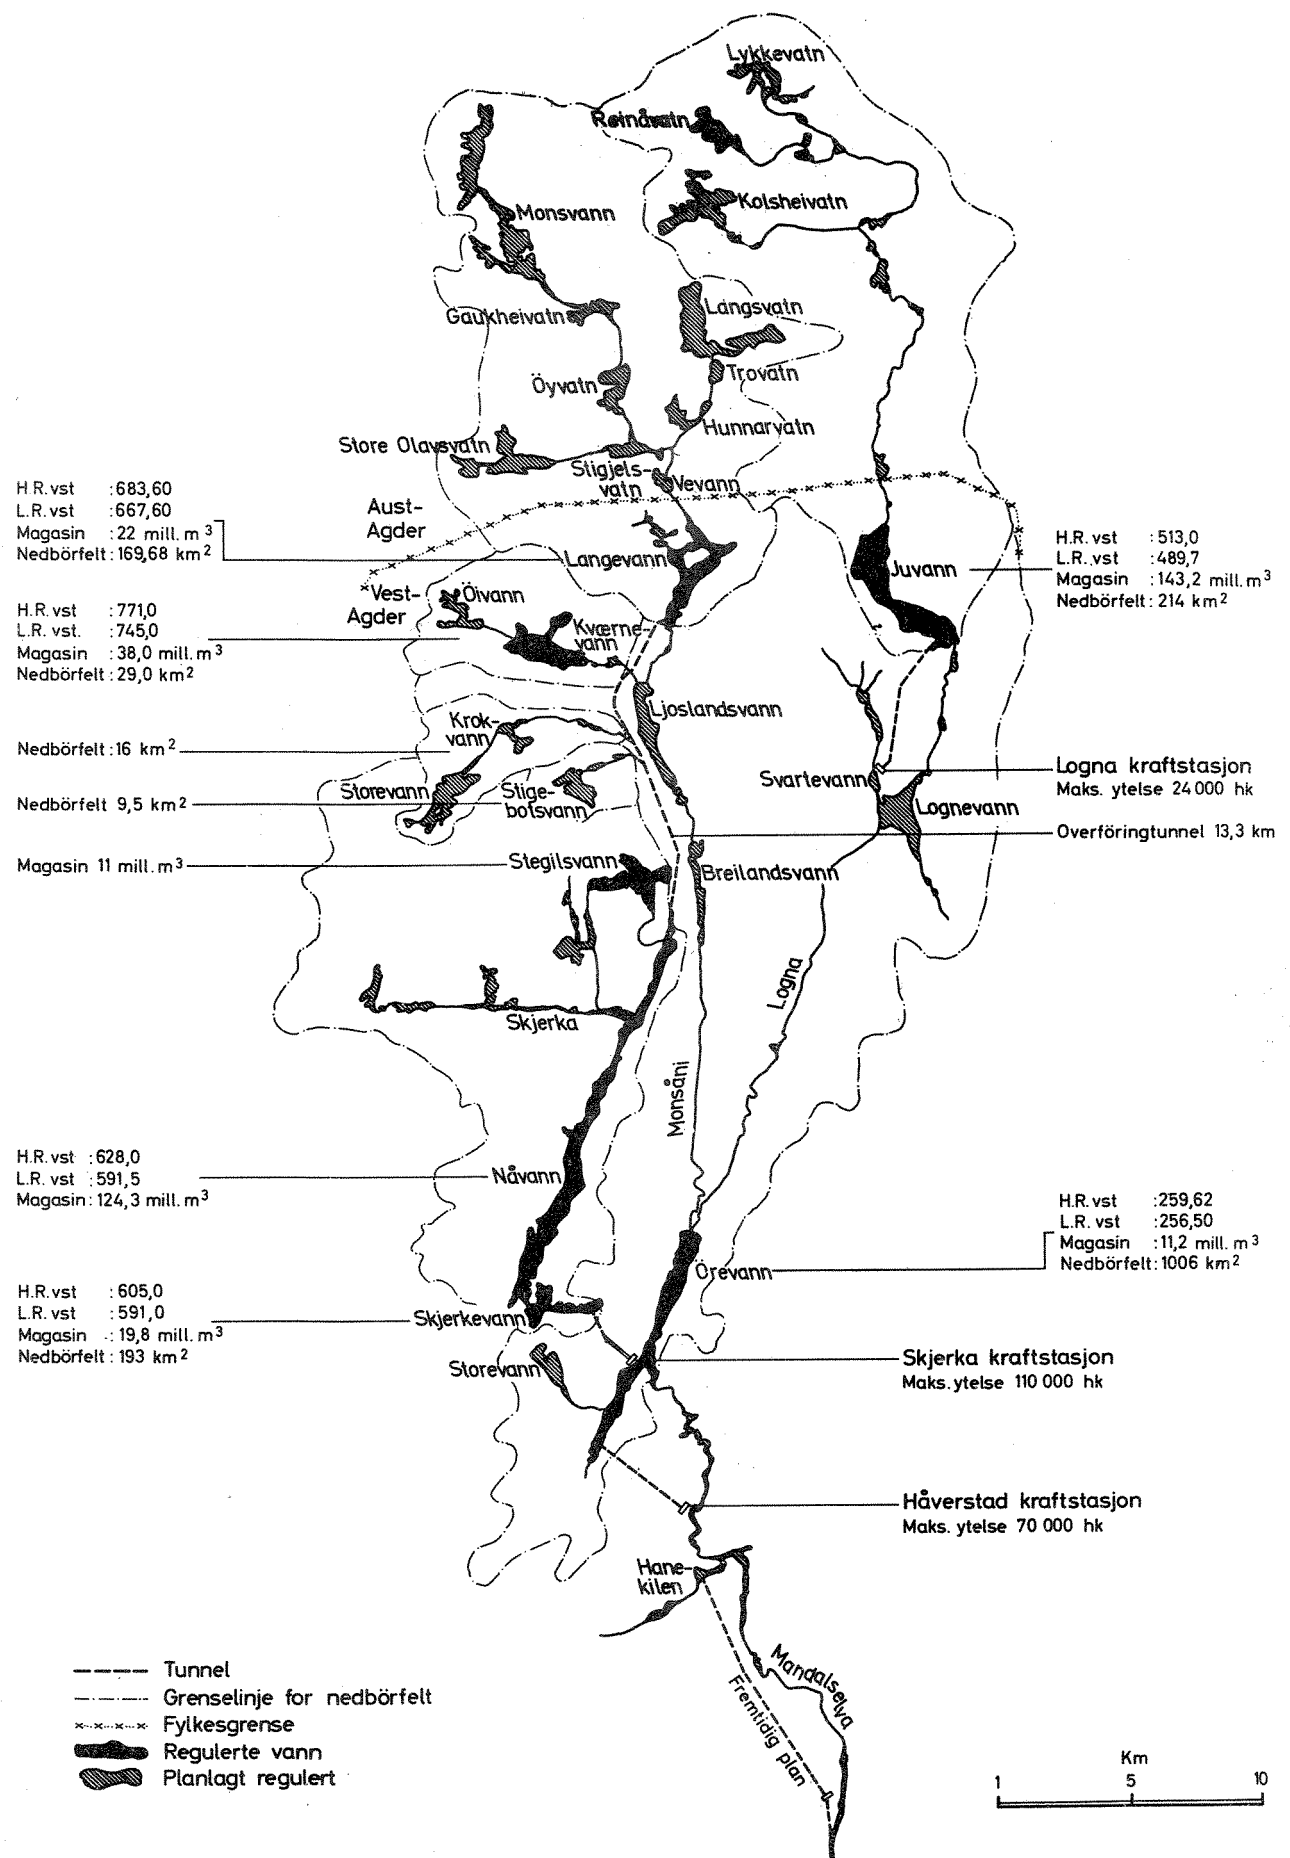 Lykkevatn
Kolsheivatn
Monsvann
Gaukheivatn
Långsvatn
Trovatn
Öyvatn
Hunnarvatn
Store Olavsvatn
Stigjels-
vatn
Vevann
H.R. vst :683,60
L.R. vst :667,60
Magasin :22 mill. m³
Nedbörfelt :169,68 km²
Aust-
Agder
Langevann
Juvann
H.R. vst :513,0
L.R. vst :489,7
Magasin :143,2 mill. m³
Nedbörfelt: 214 km²
Vest-
Agder
Öivann
Kværne-
vann
H.R. vst :771,0
L.R. vst. :745,0
Magasin :38,0 mill. m³
Nedbörfelt :29,0 km²
Ljoslandsvann
Krok-
vann
Nedbörfelt :16 km²
Storevann
Stige-
botsvann
Nedbörfelt 9,5 km²
Svartevann
Lognevann
Logna kraftstasjon
Maks. ytelse 24 000 hk
Overföringtunnel 13,3 km
Magasin 11 mill. m³
Stegilsvann
Breilandsvann
Logna
Skjerka
Monsåni
H.R. vst :628,0
L.R. vst :591,5
Magasin : 124,3 mill. m³
Nåvann
H.R. vst :259,62
L.R. vst :256,50
Magasin :11,2 mill. m³
Nedbörfelt: 1006 km²
Örevann
H.R. vst :605,0
L.R. vst :591,0
Magasin .: 19,8 mill. m³
Nedbörfelt : 193 km²
Skjerkevann
Storevann
Skjerka kraftstasjon
Maks. ytelse 110 000 hk
Håverstad kraftstasjon
Maks. ytelse 70 000 hk
Hane-
kilen
Mandalselva
Fremtidig plan
Tunnel
Grenselinje for nedbörfelt
Fylkesgrense
Regulerte vann
Planlagt regulert
Km
1 5 10